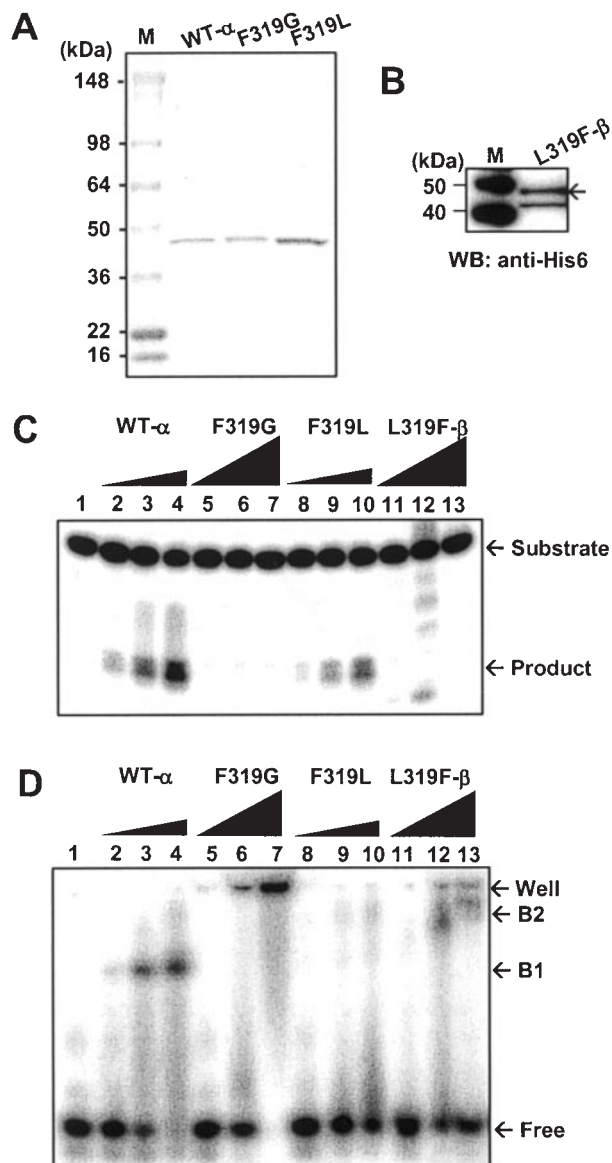 A
(kDa) M WT-α F319G F319L
148
98
64
50
36
22
16
B
(kDa) M L319F-β
50
40
WB: anti-His6
C
WT-α F319G F319L L319F-β
1 2 3 4 5 6 7 8 9 10 11 12 13
← Substrate
← Product
D
WT-α F319G F319L L319F-β
1 2 3 4 5 6 7 8 9 10 11 12 13
← Well
← B2
← B1
← Free